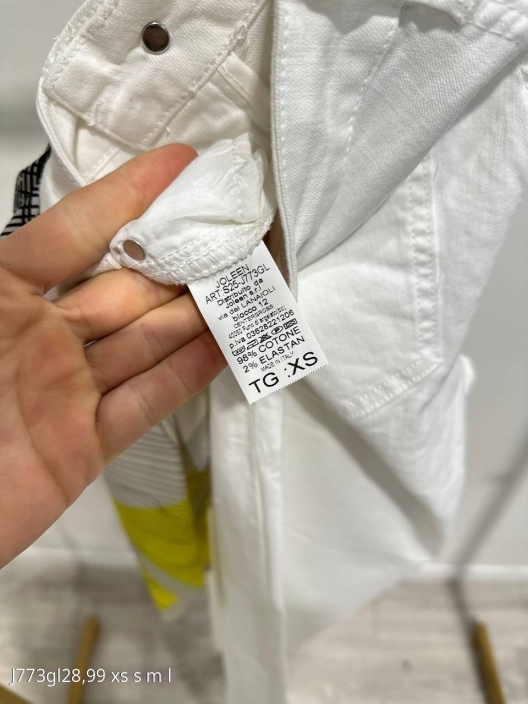 JOLEEN
ART:S25-J773GL
Distribuito da
Joleen s.r.l
via dei LANAIOLI
blocco 12
CENTERGROSS
p.iva 03628221206
98% COTONE
2% ELASTAN
MADE IN ITALY
TG :XS
J773gl28,99 xs s m l